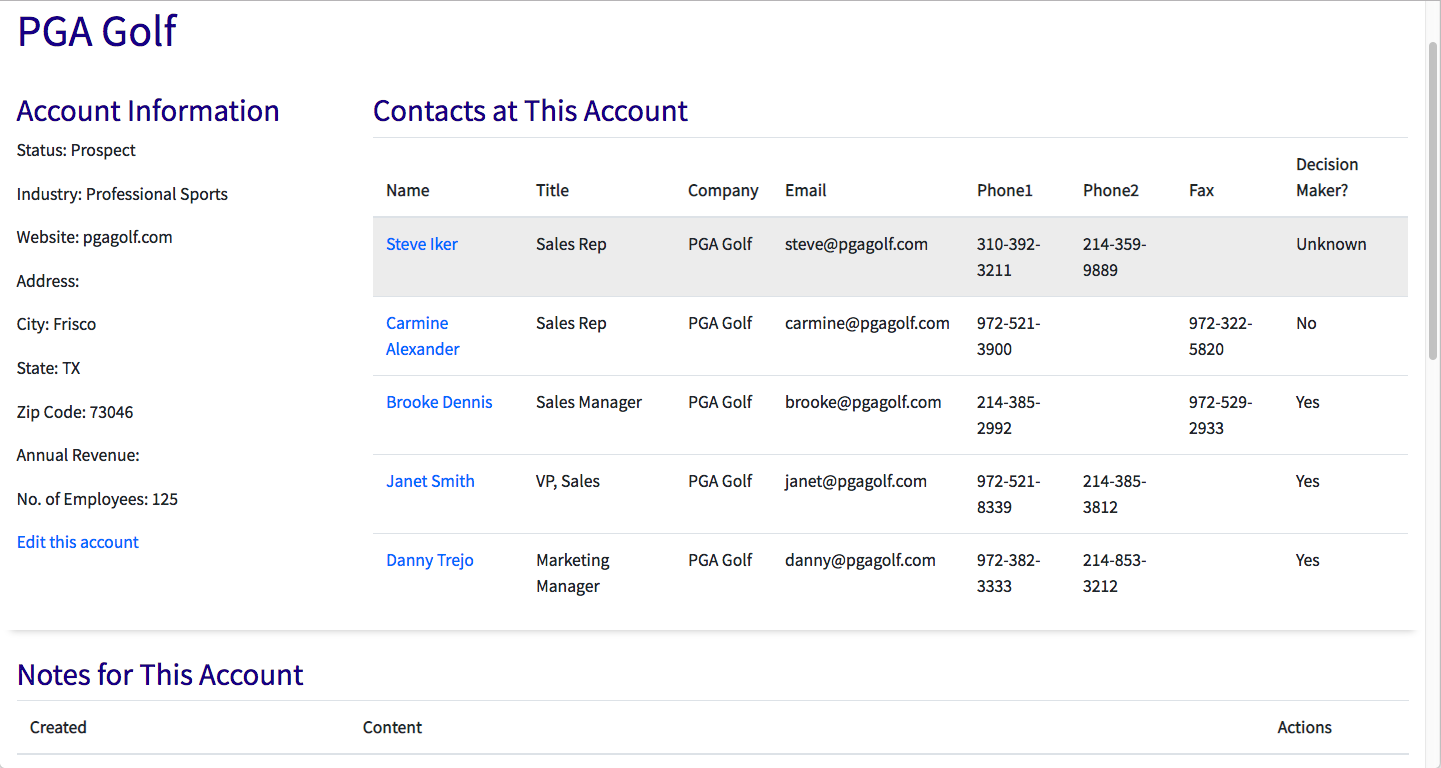 PGA Golf
Account Information
Status: Prospect
Industry: Professional Sports
Website: pgagolf.com
Address:
City: Frisco
State: TX
Zip Code: 73046
Annual Revenue:
No. of Employees: 125
Edit this account
Contacts at This Account
Decision
Name Title Company Email Phone1 Phone2 Fax Maker?
Steve Iker Sales Rep PGA Golf steve@pgagolf.com 310-392- 214-359- Unknown
3211 9889
Carmine Sales Rep PGA Golf carmine@pgagolf.com 972-521- 972-322- No
Alexander 3900 5820
Brooke Dennis Sales Manager PGA Golf brooke@pgagolf.com 214-385- 972-529- Yes
2992 2933
Janet Smith VP, Sales PGA Golf janet@pgagolf.com 972-521- 214-385- Yes
8339 3812
Danny Trejo Marketing PGA Golf danny@pgagolf.com 972-382- 214-853- Yes
Manager 3333 3212
Notes for This Account
Created Content Actions